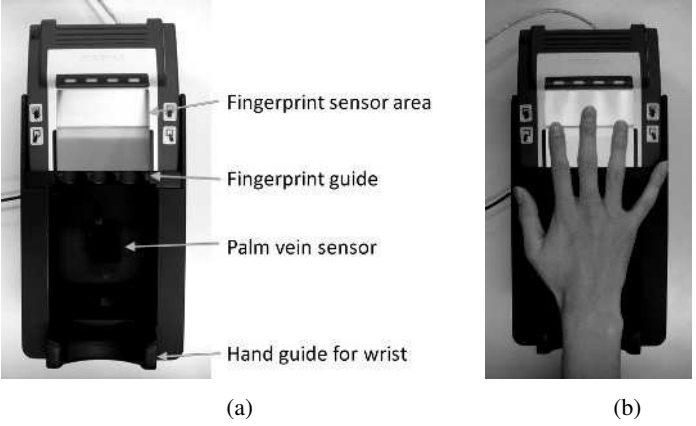 Fingerprint sensor area
Fingerprint guide
Palm vein sensor
Hand guide for wrist
(a)
(b)